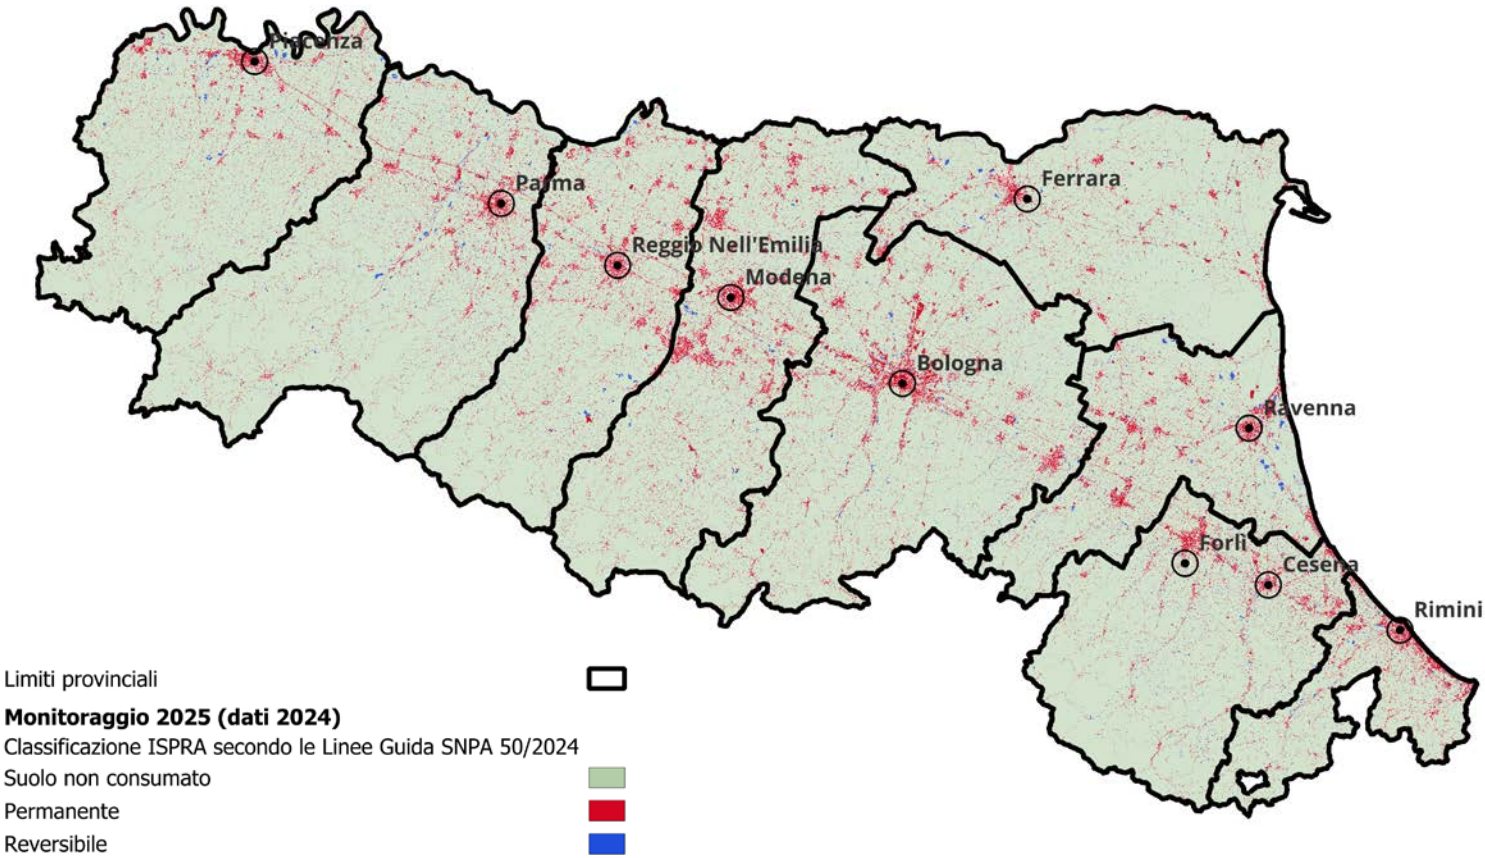 Piacenza
Parma
Ferrara
Reggio Nell'Emilia
Modena
Bologna
Ravenna
Forlì
Cesena
Rimini
Limiti provinciali
Monitoraggio 2025 (dati 2024)
Classificazione ISPRA secondo le Linee Guida SNPA 50/2024
Suolo non consumato
Permanente
Reversibile